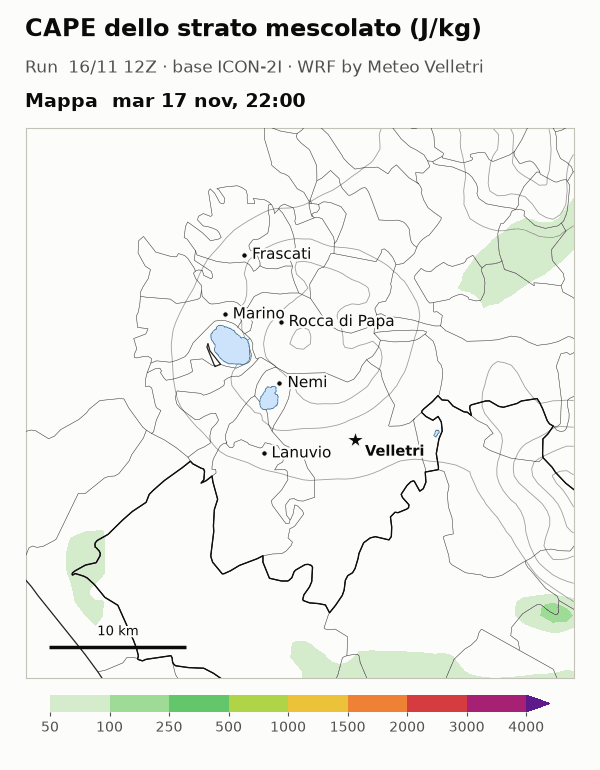 CAPE dello strato mescolato (J/kg)
Run  16/11 12Z · base ICON-2I · WRF by Meteo Velletri
Mappa  mar 17 nov, 22:00
Frascati
Marino
Rocca di Papa
Nemi
Velletri
Lanuvio
10 km
50 100 250 500 1000 1500 2000 3000 4000